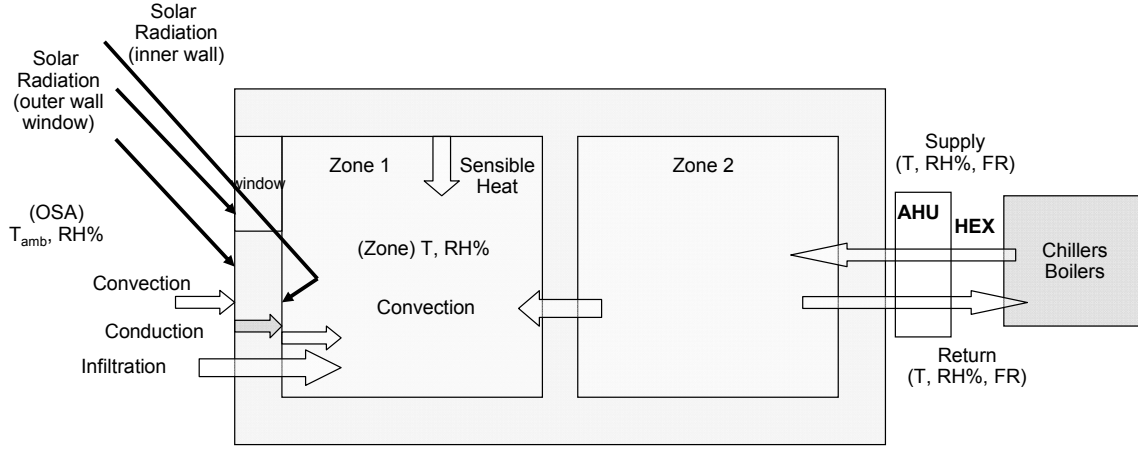 Solar
Radiation
(inner wall)
Solar
Radiation
(outer wall
window)
Zone 1
Sensible
Heat
window
Zone 2
Supply
(T, RH%, FR)
(OSA)
Tamb, RH%
(Zone) T, RH%
AHU
HEX
Chillers
Boilers
Convection
Convection
Conduction
Infiltration
Return
(T, RH%, FR)